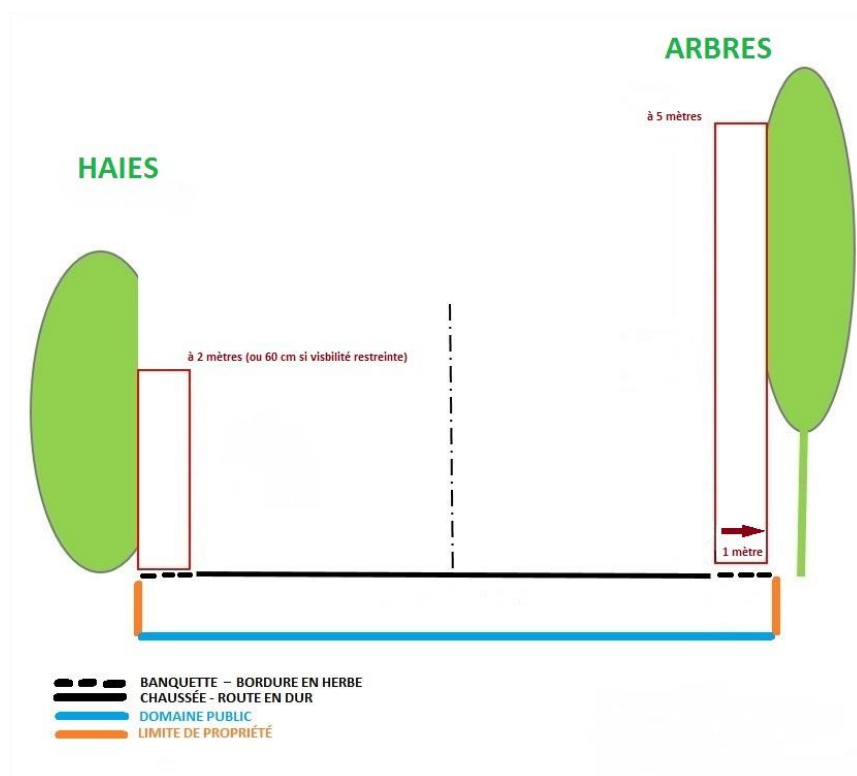 ARBRES
à 5 mètres
HAIES
à 2 mètres (ou 60 cm si visbilité restreinte)
1 mètre
BANQUETTE – BORDURE EN HERBE
CHAUSSÉE - ROUTE EN DUR
DOMAINE PUBLIC
LIMITE DE PROPRIÉTÉ